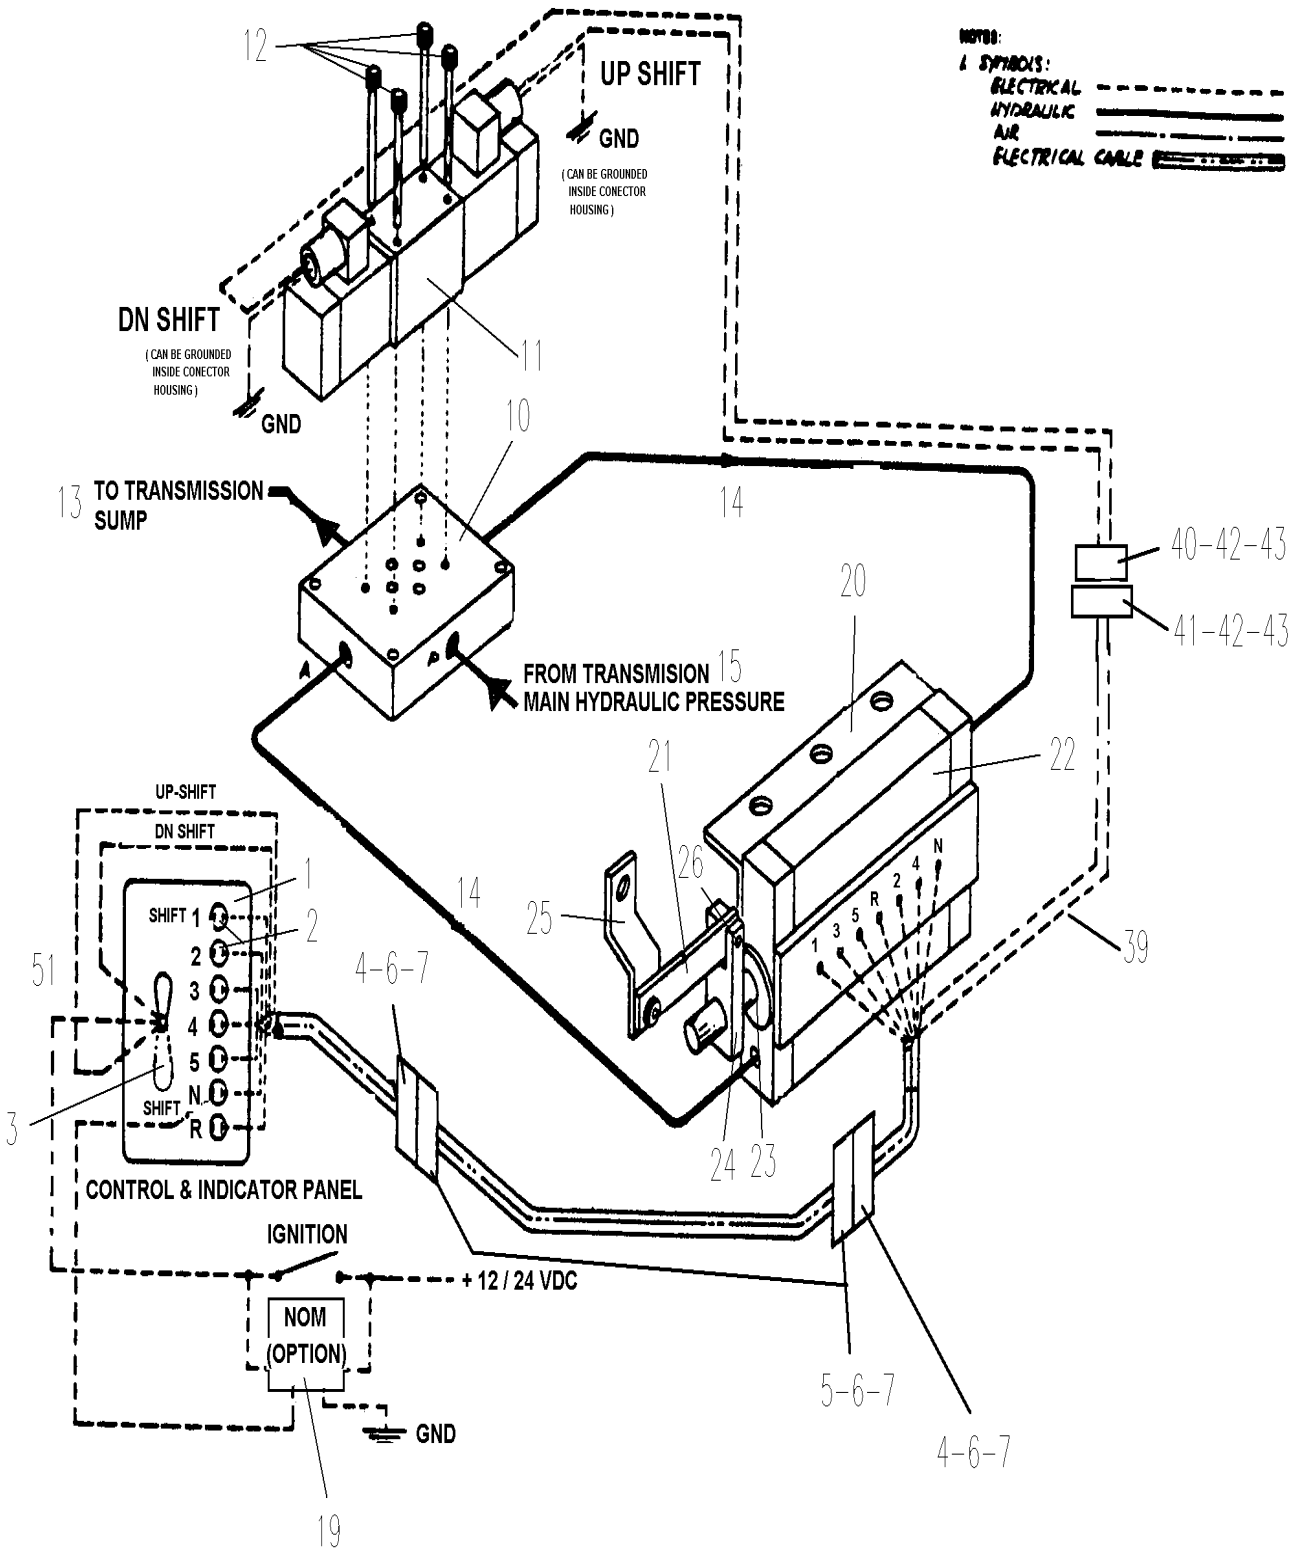 12
UP SHIFT
GND
( CAN BE GROUNDED
INSIDE CONECTOR
HOUSING )
NOTES:
1 SYMBOLS:
ELECTRICAL
HYDRAULIC
AIR
ELECTRICAL CABLE
DN SHIFT
( CAN BE GROUNDED
INSIDE CONECTOR
HOUSING )
GND
11
10
13
TO TRANSMISSION
SUMP
14
40-42-43
41-42-43
20
A
P
FROM TRANSMISION 15
MAIN HYDRAULIC PRESSURE
22
21
26
25
14
1 3 5 R 2 4 N
39
24
23
UP-SHIFT
DN SHIFT
1
SHIFT 1
2
2
3
4
5
N
SHIFT
R
51
3
4-6-7
CONTROL & INDICATOR PANEL
IGNITION
+ 12 / 24 VDC
NOM
(OPTION)
GND
19
5-6-7
4-6-7